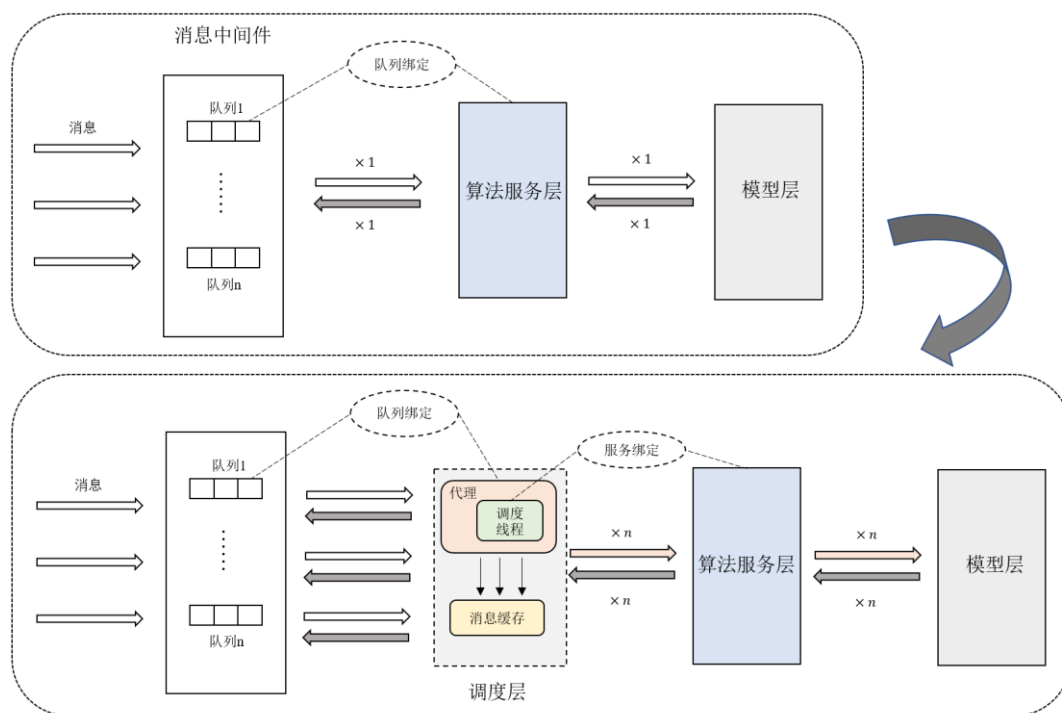 消息中间件
队列绑定
队列1
消息
× 1
× 1
算法服务层
× 1
× 1
模型层
队列n
队列绑定
队列1
服务绑定
消息
代理
调度
线程
× n
× n
算法服务层
× n
× n
模型层
消息缓存
队列n
调度层